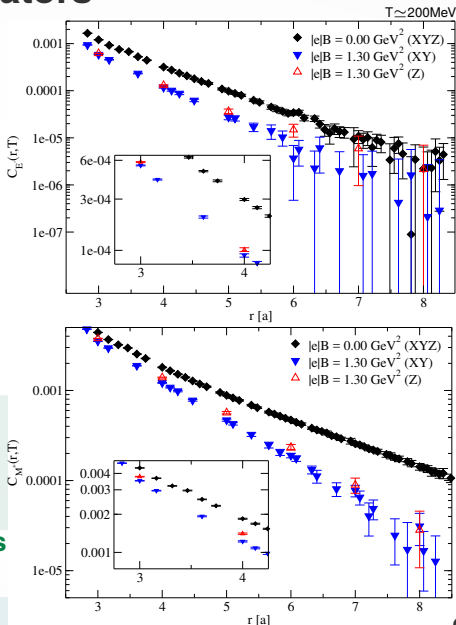 T≃200MeV
|e|B = 0.00 GeV² (XYZ)
|e|B = 1.30 GeV² (XY)
|e|B = 1.30 GeV² (Z)
0.001
0.0001
1e-05
1e-06
1e-07
6e-04
3e-04
1e-04
3
4
3
4
5
6
7
8
r [a]
|e|B = 0.00 GeV² (XYZ)
|e|B = 1.30 GeV² (XY)
|e|B = 1.30 GeV² (Z)
0.001
0.0001
1e-05
0.004
0.003
0.002
0.001
3
4
3
4
5
6
7
8
r [a]